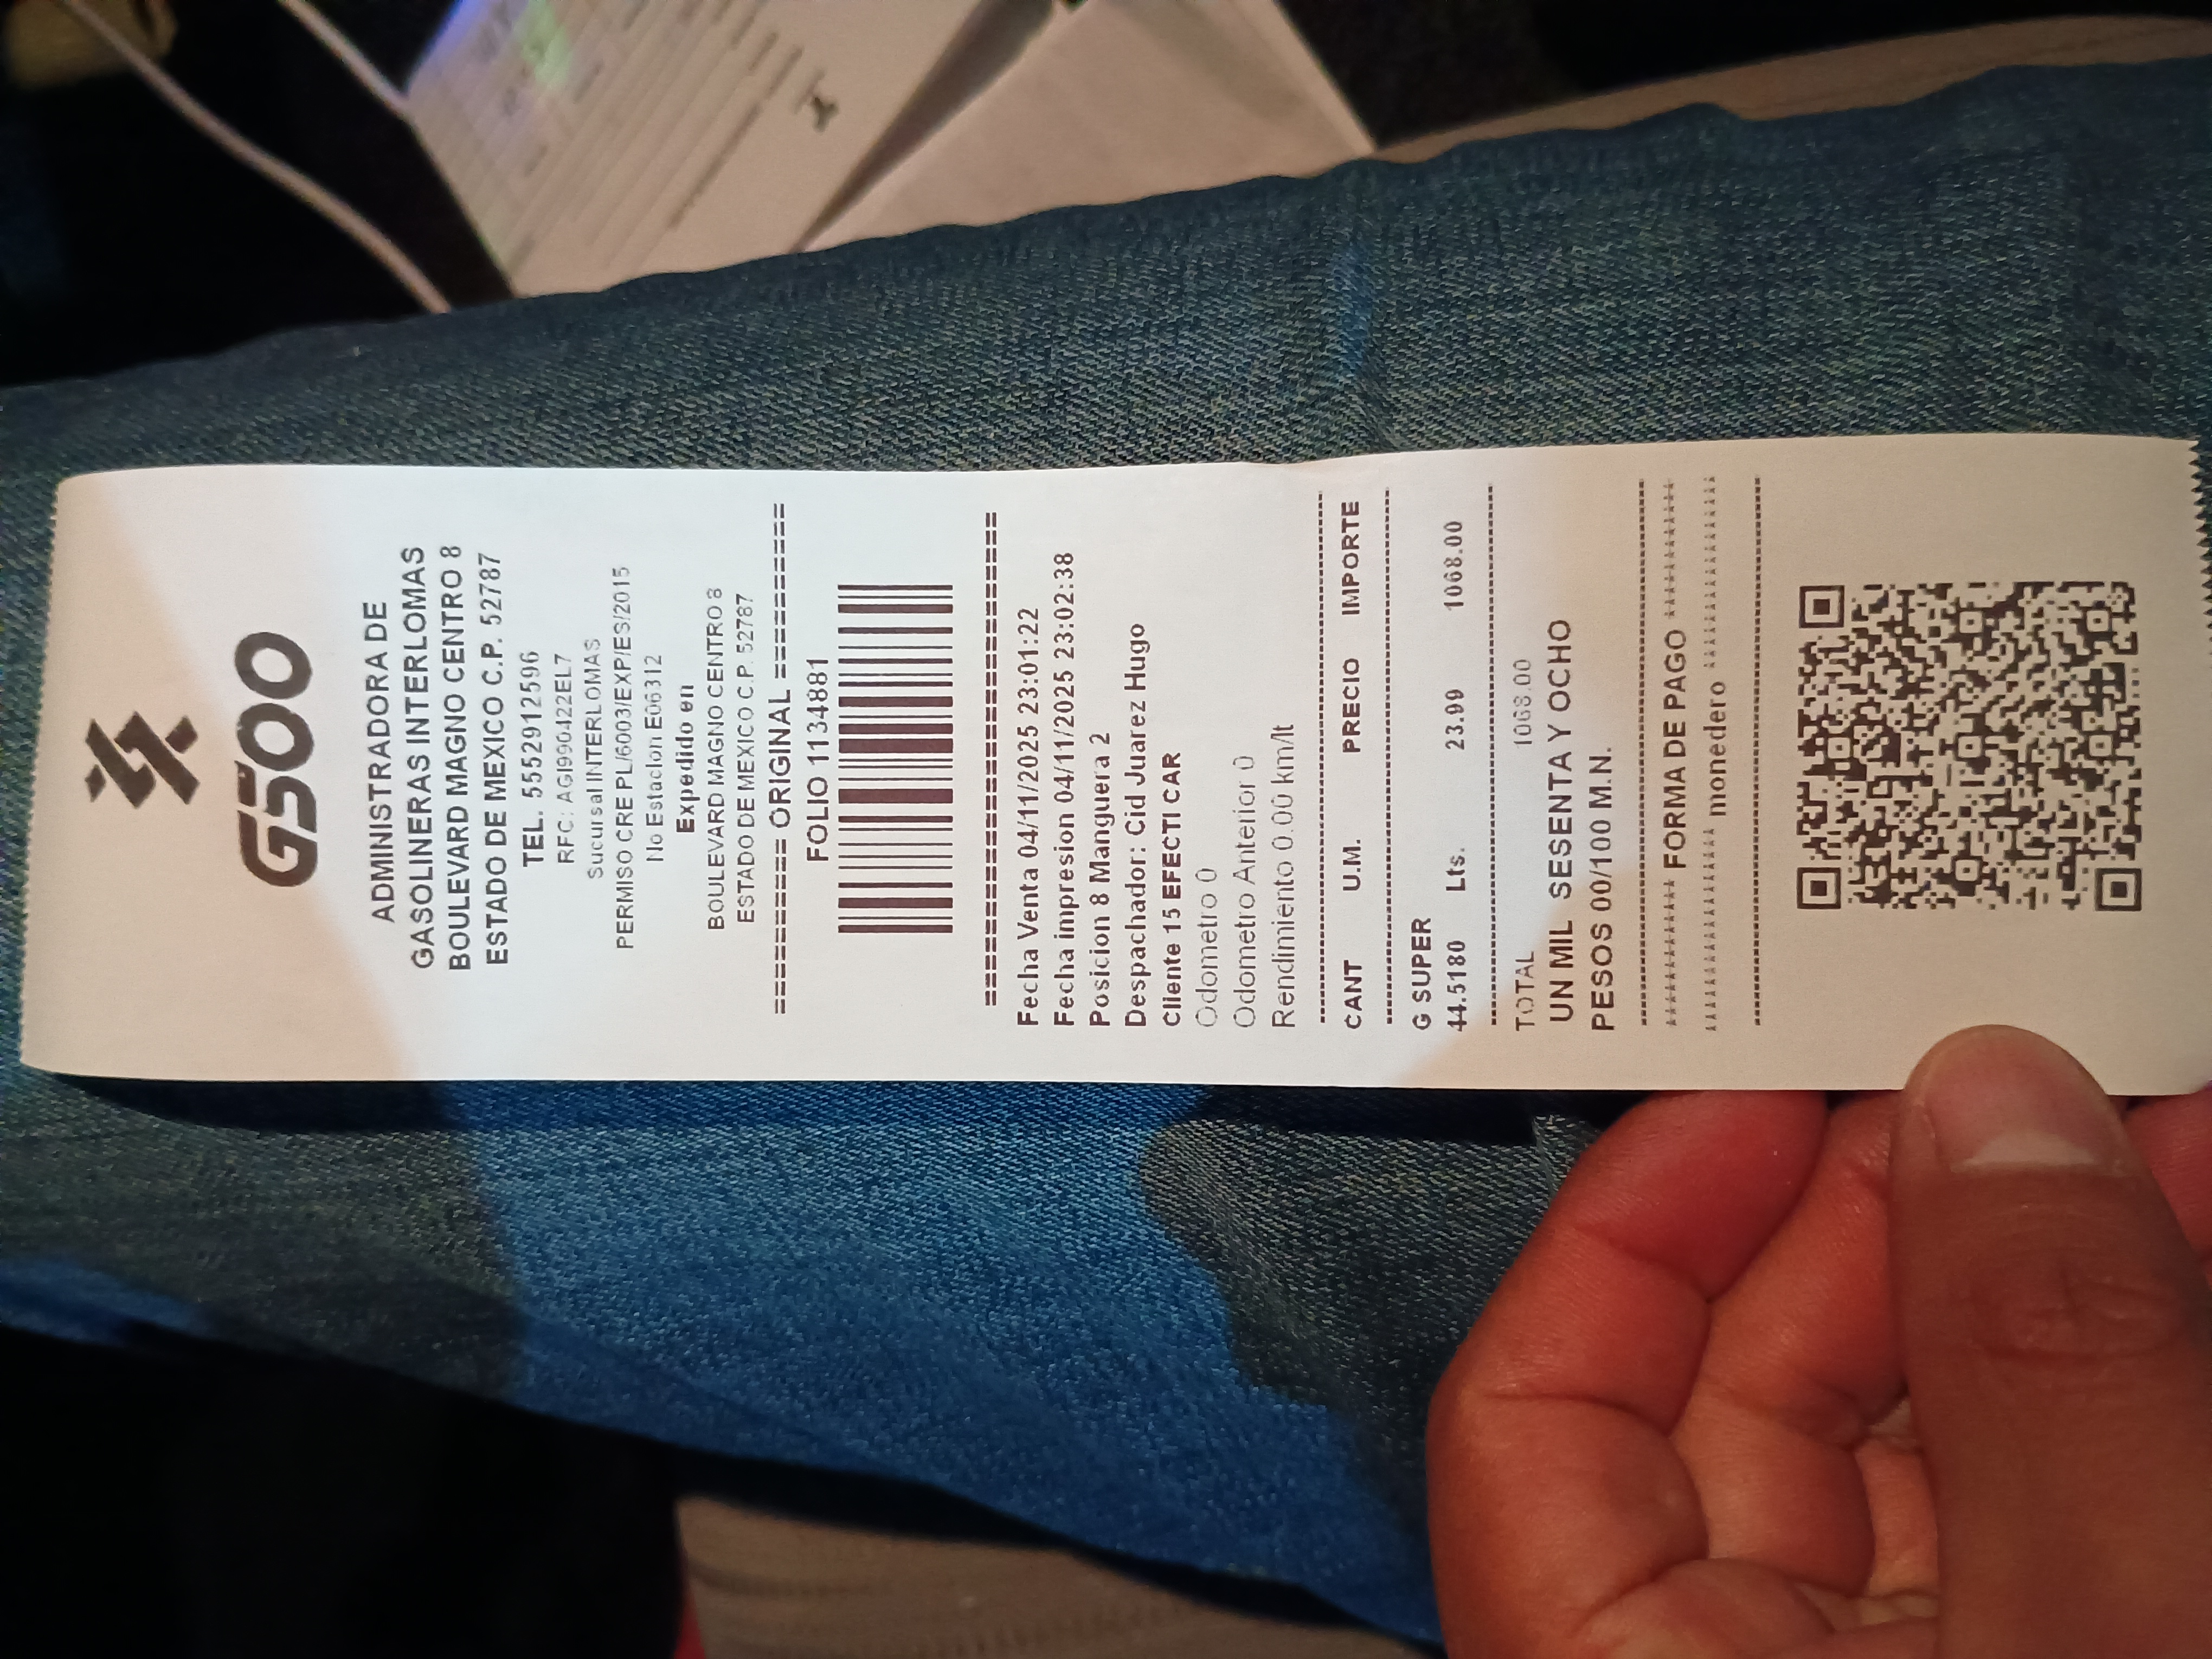 G500
ADMINISTRADORA DE
GASOLINERAS INTERLOMAS
BOULEVARD MAGNO CENTRO 8
ESTADO DE MEXICO C.P. 52787
TEL. 5552912596
RFC: AGI990422EL7
Sucursal INTERLOMAS
PERMISO CRE PL/6003/EXP/ES/2015
No Estacion E06312
Expedido en
BOULEVARD MAGNO CENTRO 8
ESTADO DE MEXICO C.P. 52787
========= ORIGINAL =========
FOLIO 1134881
==============================
Fecha Venta 04/11/2025 23:01:22
Fecha impresion 04/11/2025 23:02:38
Posicion 8 Manguera 2
Despachador: Cid Juarez Hugo
Cliente 15 EFECTI CAR
Odometro 0
Odometro Anterior 0
Rendimiento 0.00 km/lt
CANT U.M. PRECIO IMPORTE
G SUPER
44.5180 Lts. 23.99 1068.00
TOTAL 1068.00
UN MIL SESENTA Y OCHO
PESOS 00/100 M.N.
*********** FORMA DE PAGO ***********
*************** monedero ***************